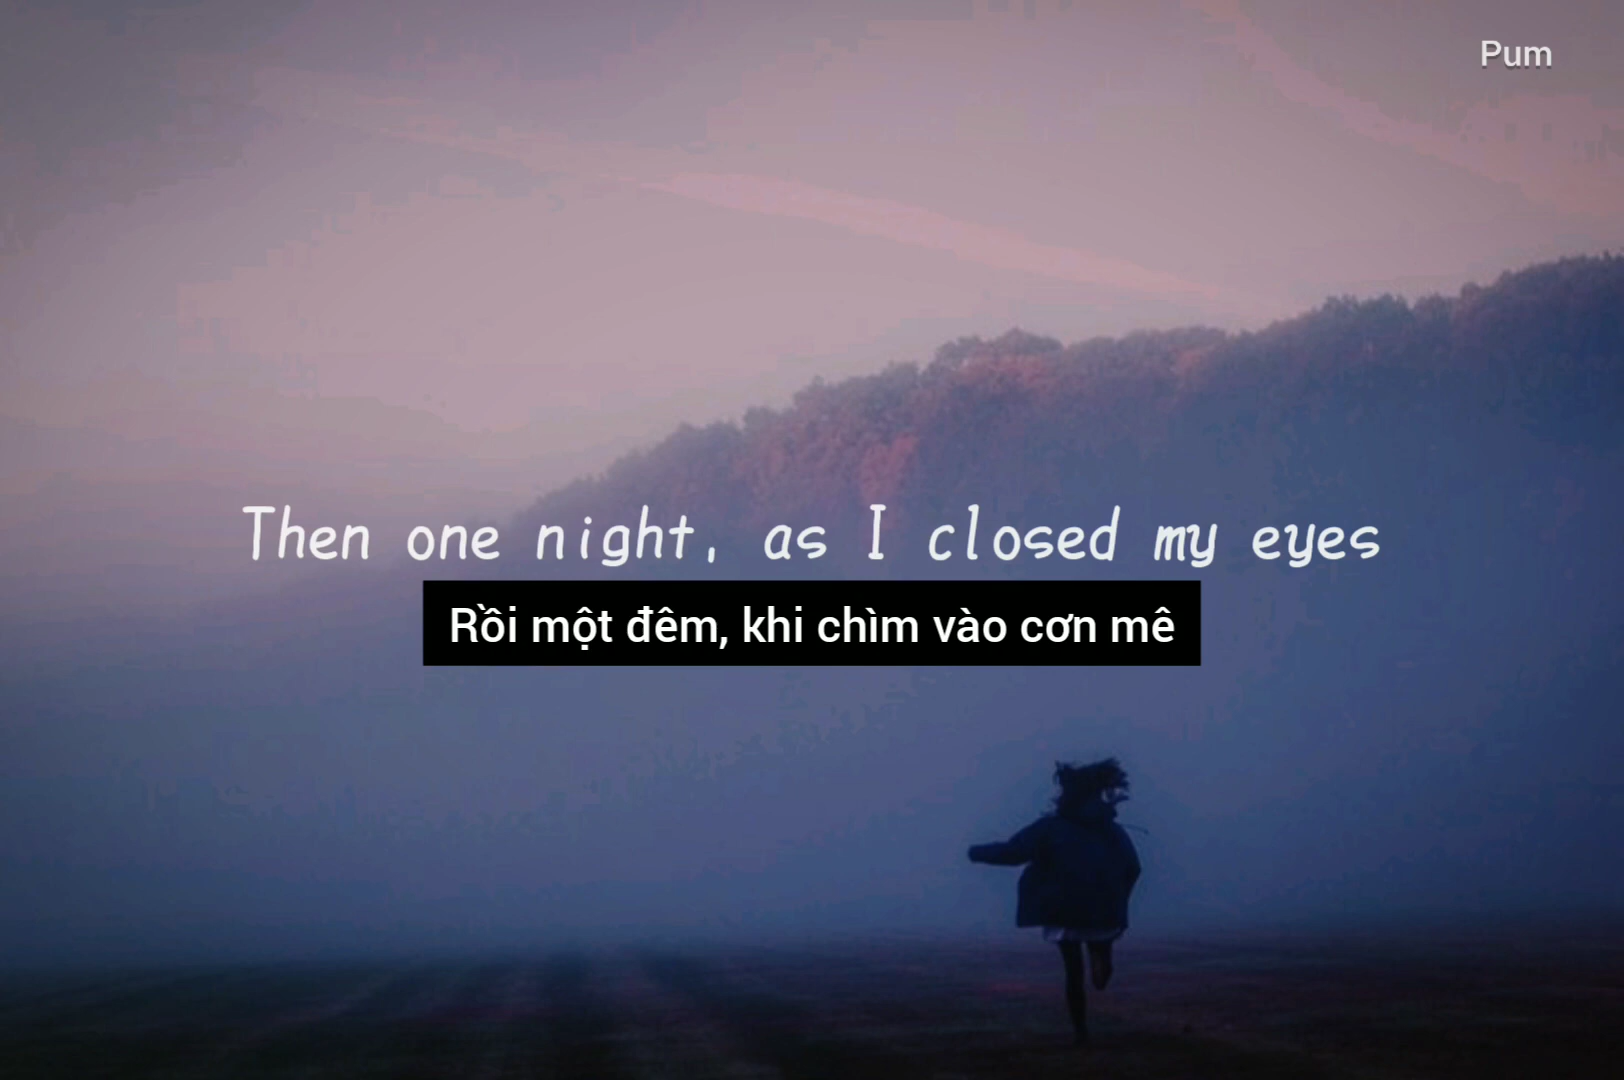 Pum
Then one night, as I closed my eyes
Rồi một đêm, khi chìm vào cơn mê